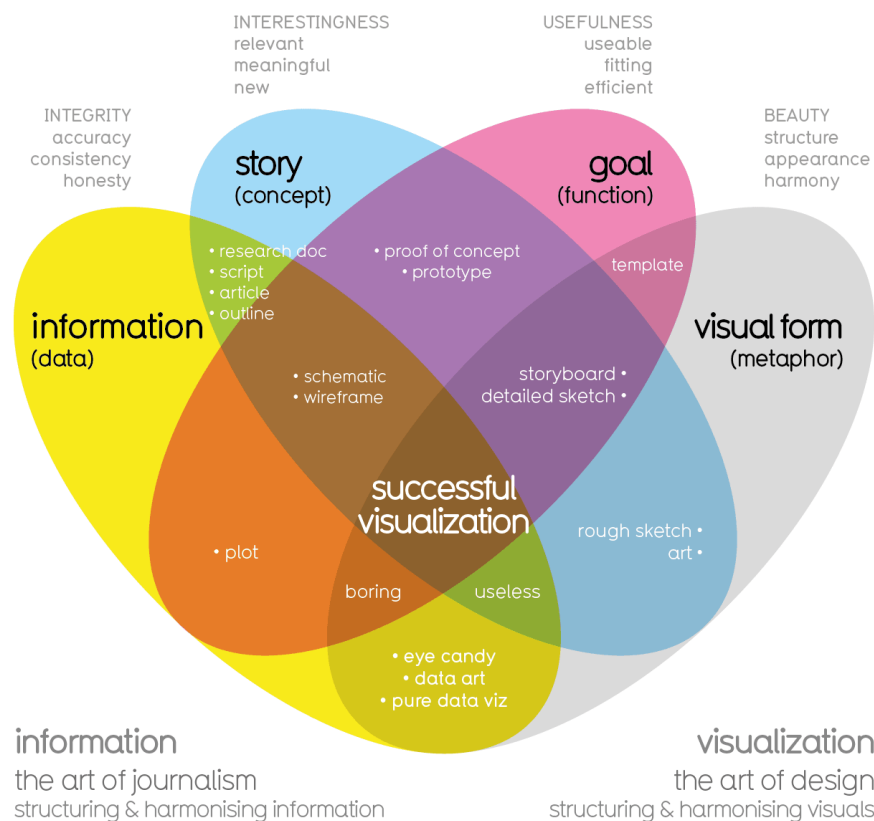 INTERESTINGNESS
relevant
meaningful
new
USEFULNESS
useable
fitting
efficient
INTEGRITY
accuracy
consistency
honesty
BEAUTY
structure
appearance
harmony
story
(concept)
goal
(function)
• research doc
• script
• article
• outline
• proof of concept
• prototype
template
information
(data)
visual form
(metaphor)
• schematic
• wireframe
storyboard •
detailed sketch •
successful
visualization
• plot
rough sketch •
art •
boring
useless
• eye candy
• data art
• pure data viz
information
the art of journalism
structuring & harmonising information
visualization
the art of design
structuring & harmonising visuals